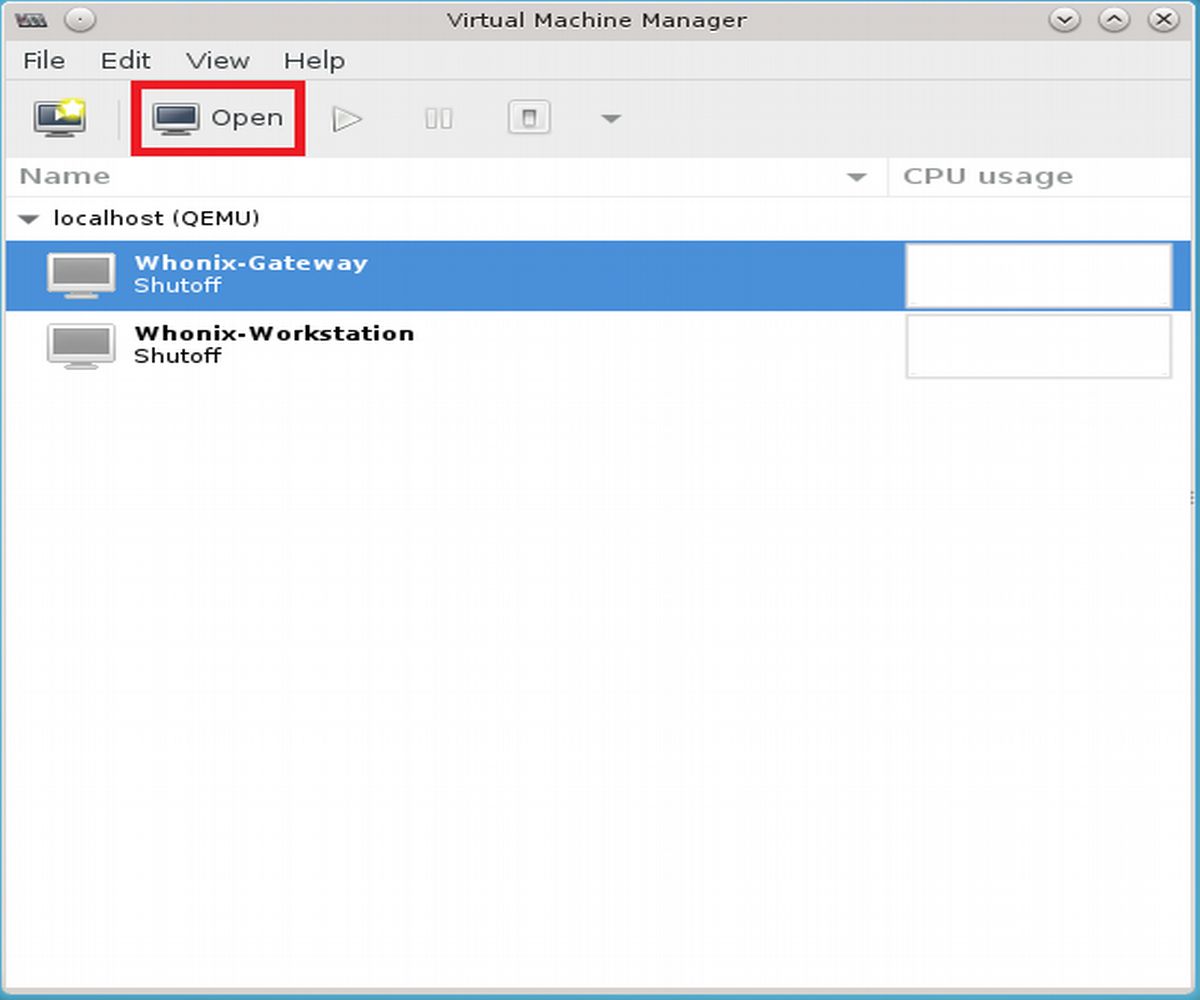 Virtual Machine Manager
File Edit View Help
Open
Name CPU usage
localhost (QEMU)
Whonix-Gateway
Shutoff
Whonix-Workstation
Shutoff